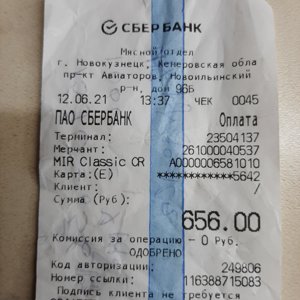 СБЕРБАНК
Мясной отдел
г. Новокузнецк, Кемеровская обла
пр-кт Авиаторов, Новоильинский
р-н, дом 96Б
12.06.21 13:37 ЧЕК 0045
ПАО СБЕРБАНК Оплата
Терминал: 23504137
Мерчант: 261000040537
MIR Classic CR A0000006581010
Карта:(E) ************5642
Клиент: /
Сумма (Руб):
656.00
Комиссия за операцию – 0 Руб.
ОДОБРЕНО
Код авторизации: 249806
Номер ссылки: 116388715083
Подпись клиента не требуется